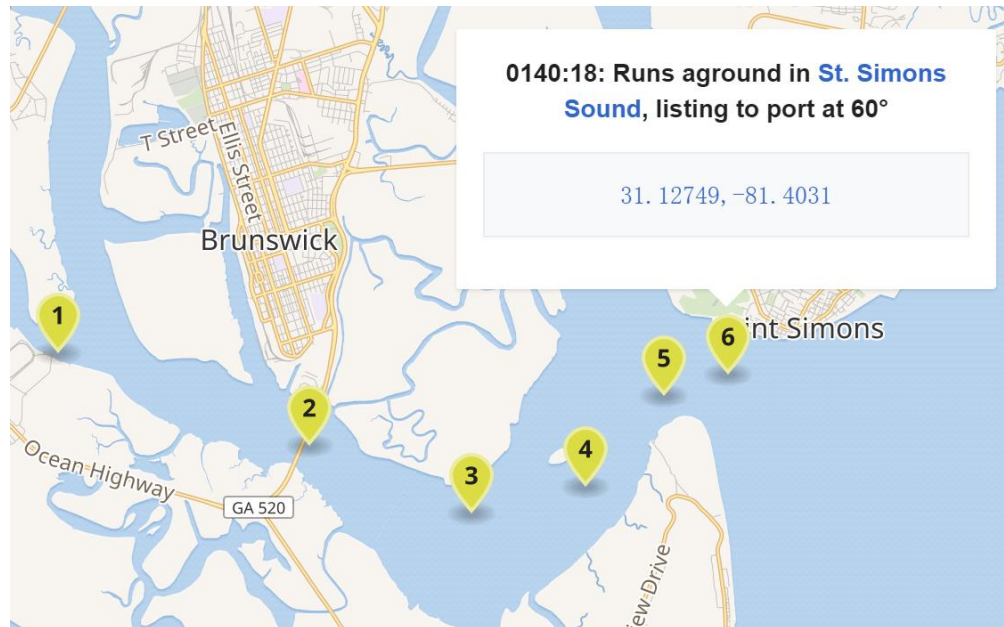 0140:18: Runs aground in St. Simons
Sound, listing to port at 60°
31.12749,-81.4031
T Street
Ellis Street
Brunswick
1
2
3
4
5
6
int Simons
Ocean Highway
GA 520
ew Drive